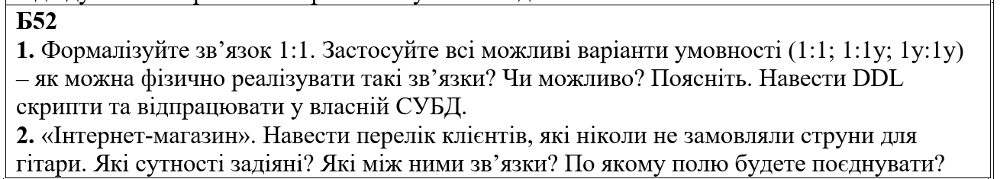 Б52
1. Формалізуйте зв’язок 1:1. Застосуйте всі можливі варіанти умовності (1:1; 1:1у; 1у:1у)
– як можна фізично реалізувати такі зв’язки? Чи можливо? Поясніть. Навести DDL
скрипти та відпрацювати у власній СУБД.
2. «Інтернет-магазин». Навести перелік клієнтів, які ніколи не замовляли струни для
гітари. Які сутності задіяні? Які між ними зв’язки? По якому полю будете поєднувати?